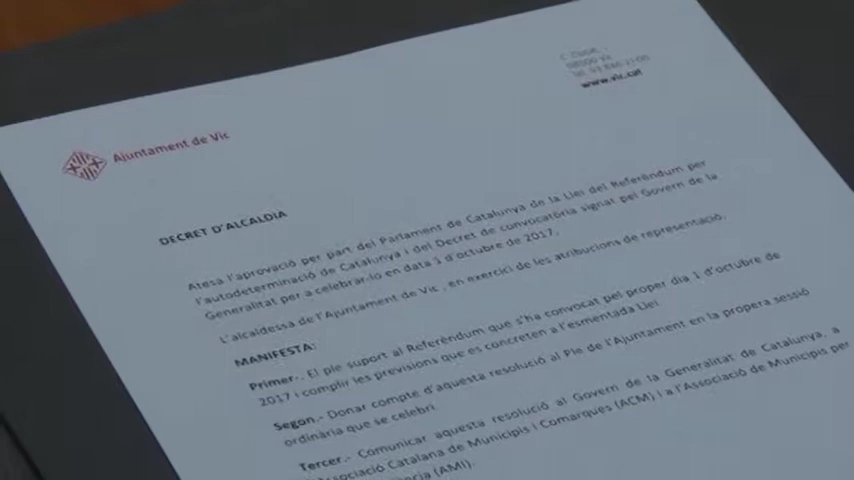 Ajuntament de Vic
08500 Vic
www.vic.cat
DECRET D'ALCALDIA
Atesa l'aprovació per part del Parlament de Catalunya de la Llei del Referèndum per
l'autodeterminació de Catalunya i del Decret de convocatòria signat pel Govern de la
Generalitat per a celebrar-lo en data 1 d'octubre de 2017,
L'alcaldessa de l'Ajuntament de Vic , en exercici de les atribucions de representació,
MANIFESTA:
Primer.- El ple suport al Referèndum que s'ha convocat pel proper dia 1 d'octubre de
2017 i complir les previsions que es concreten a l'esmentada Llei
Segon.- Donar compte d'aquesta resolució al Ple de l'Ajuntament en la propera sessió
ordinària que se celebri
Tercer.- Comunicar aquesta resolució al Govern de la Generalitat de Catalunya, a
Associació Catalana de Municipis i Comarques (ACM) i a l'Associació de Municipis per
(AMI).